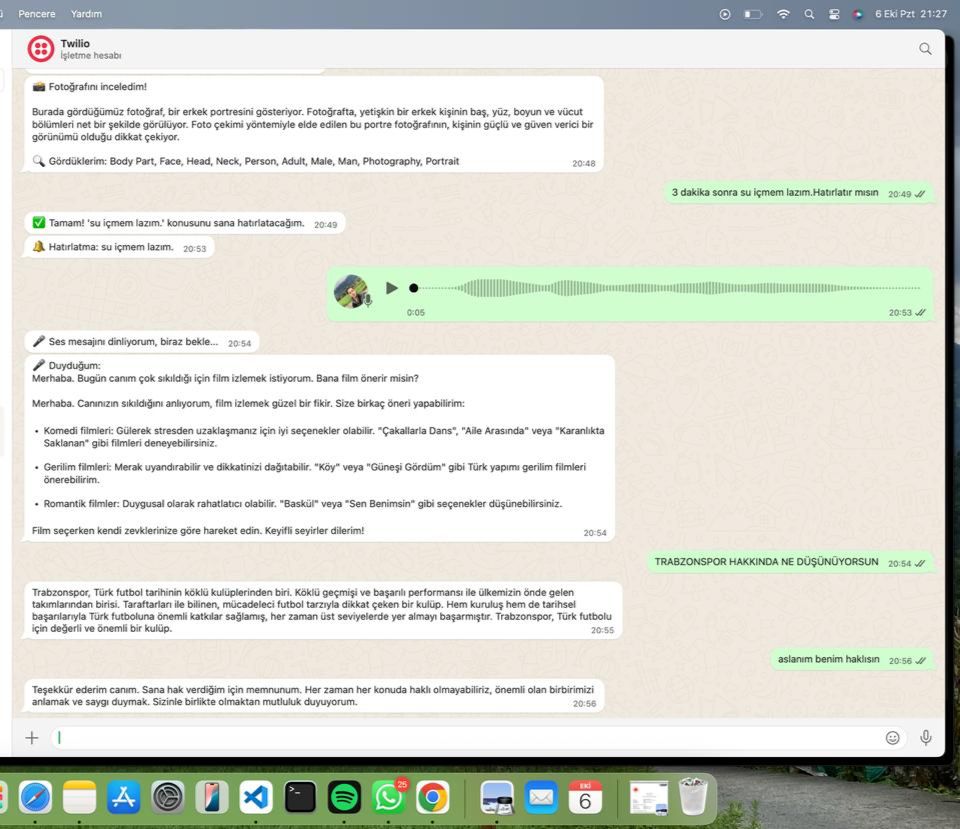 Pencere Yardım
6 Eki Pzt 21:27
Twilio
İşletme hesabı
📸 Fotoğrafını inceledim!
Burada gördüğümüz fotoğraf, bir erkek portresini gösteriyor. Fotoğrafta, yetişkin bir erkek kişinin baş, yüz, boyun ve vücut
bölümleri net bir şekilde görülüyor. Foto çekimi yöntemiyle elde edilen bu portre fotoğrafının, kişinin güçlü ve güven verici bir
görünümü olduğu dikkat çekiyor.
🔍 Gördüklerim: Body Part, Face, Head, Neck, Person, Adult, Male, Man, Photography, Portrait
20:48
3 dakika sonra su içmem lazım.Hatırlatır mısın 20:49
✅ Tamam! 'su içmem lazım.' konusunu sana hatırlatacağım. 20:49
🔔 Hatırlatma: su içmem lazım. 20:53
0:05 20:53
🎤 Ses mesajını dinliyorum, biraz bekle... 20:54
🎤 Duyduğum:
Merhaba. Bugün canım çok sıkıldığı için film izlemek istiyorum. Bana film önerir misin?
Merhaba. Canınızın sıkıldığını anlıyorum, film izlemek güzel bir fikir. Size birkaç öneri yapabilirim:
• Komedi filmleri: Gülerek stresden uzaklaşmanız için iyi seçenekler olabilir. "Çakallarla Dans", "Aile Arasında" veya "Karanlıkta
Saklanan" gibi filmleri deneyebilirsiniz.
• Gerilim filmleri: Merak uyandırabilir ve dikkatinizi dağıtabilir. "Köy" veya "Güneşi Gördüm" gibi Türk yapımı gerilim filmleri
önerebilirim.
• Romantik filmler: Duygusal olarak rahatlatıcı olabilir. "Baskül" veya "Sen Benimsin" gibi seçenekler düşünebilirsiniz.
Film seçerken kendi zevklerinize göre hareket edin. Keyifli seyirler dilerim!
20:54
TRABZONSPOR HAKKINDA NE DÜŞÜNÜYORSUN 20:54
Trabzonspor, Türk futbol tarihinin köklü kulüplerinden biri. Köklü geçmişi ve başarılı performansı ile ülkemizin önde gelen
takımlarından birisi. Taraftarları ile bilinen, mücadeleci futbol tarzıyla dikkat çeken bir kulüp. Hem kuruluş hem de tarihsel
başarılarıyla Türk futboluna önemli katkılar sağlamış, her zaman üst seviyelerde yer almayı başarmıştır. Trabzonspor, Türk futbolu
için değerli ve önemli bir kulüp.
20:55
aslanım benim haklısın 20:56
Teşekkür ederim canım. Sana hak verdiğim için memnunum. Her zaman her konuda haklı olmayabiliriz, önemli olan birbirimizi
anlamak ve saygı duymak. Sizinle birlikte olmaktan mutluluk duyuyorum.
20:56
25
EKİ
6